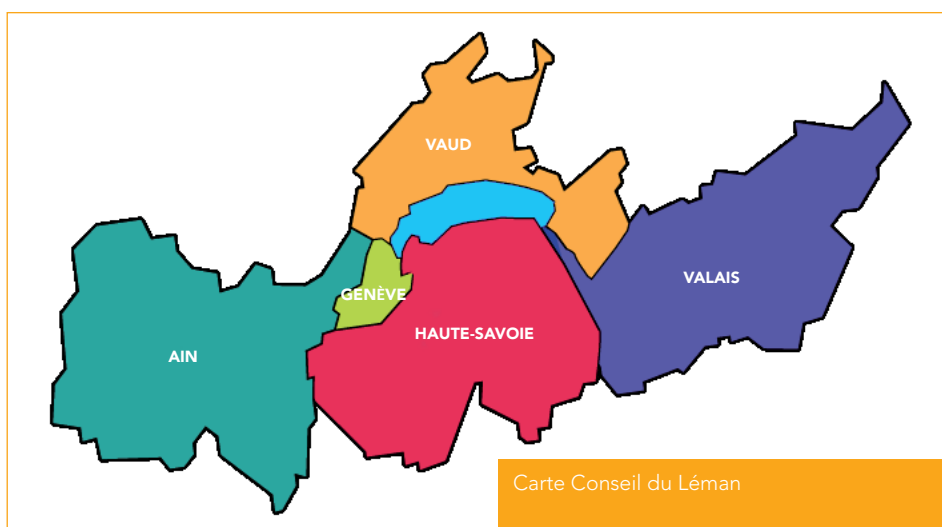 VAUD
VALAIS
GENÈVE
HAUTE-SAVOIE
AIN
Carte Conseil du Léman